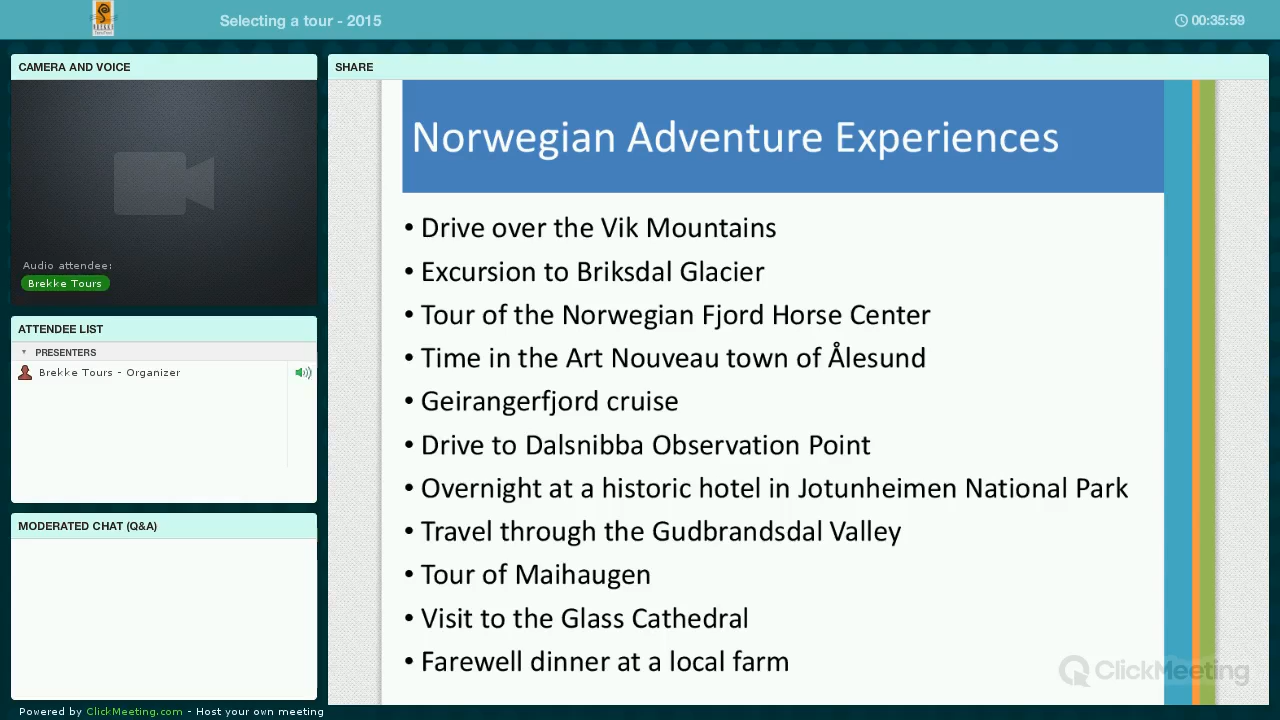 Selecting a tour - 2015
00:35:59
CAMERA AND VOICE
Audio attendee:
Brekke Tours
ATTENDEE LIST
PRESENTERS
Brekke Tours - Organizer
MODERATED CHAT (Q&A)
Powered by ClickMeeting.com - Host your own meeting
SHARE
Norwegian Adventure Experiences
• Drive over the Vik Mountains
• Excursion to Briksdal Glacier
• Tour of the Norwegian Fjord Horse Center
• Time in the Art Nouveau town of Ålesund
• Geirangerfjord cruise
• Drive to Dalsnibba Observation Point
• Overnight at a historic hotel in Jotunheimen National Park
• Travel through the Gudbrandsdal Valley
• Tour of Maihaugen
• Visit to the Glass Cathedral
• Farewell dinner at a local farm
ClickMeeting